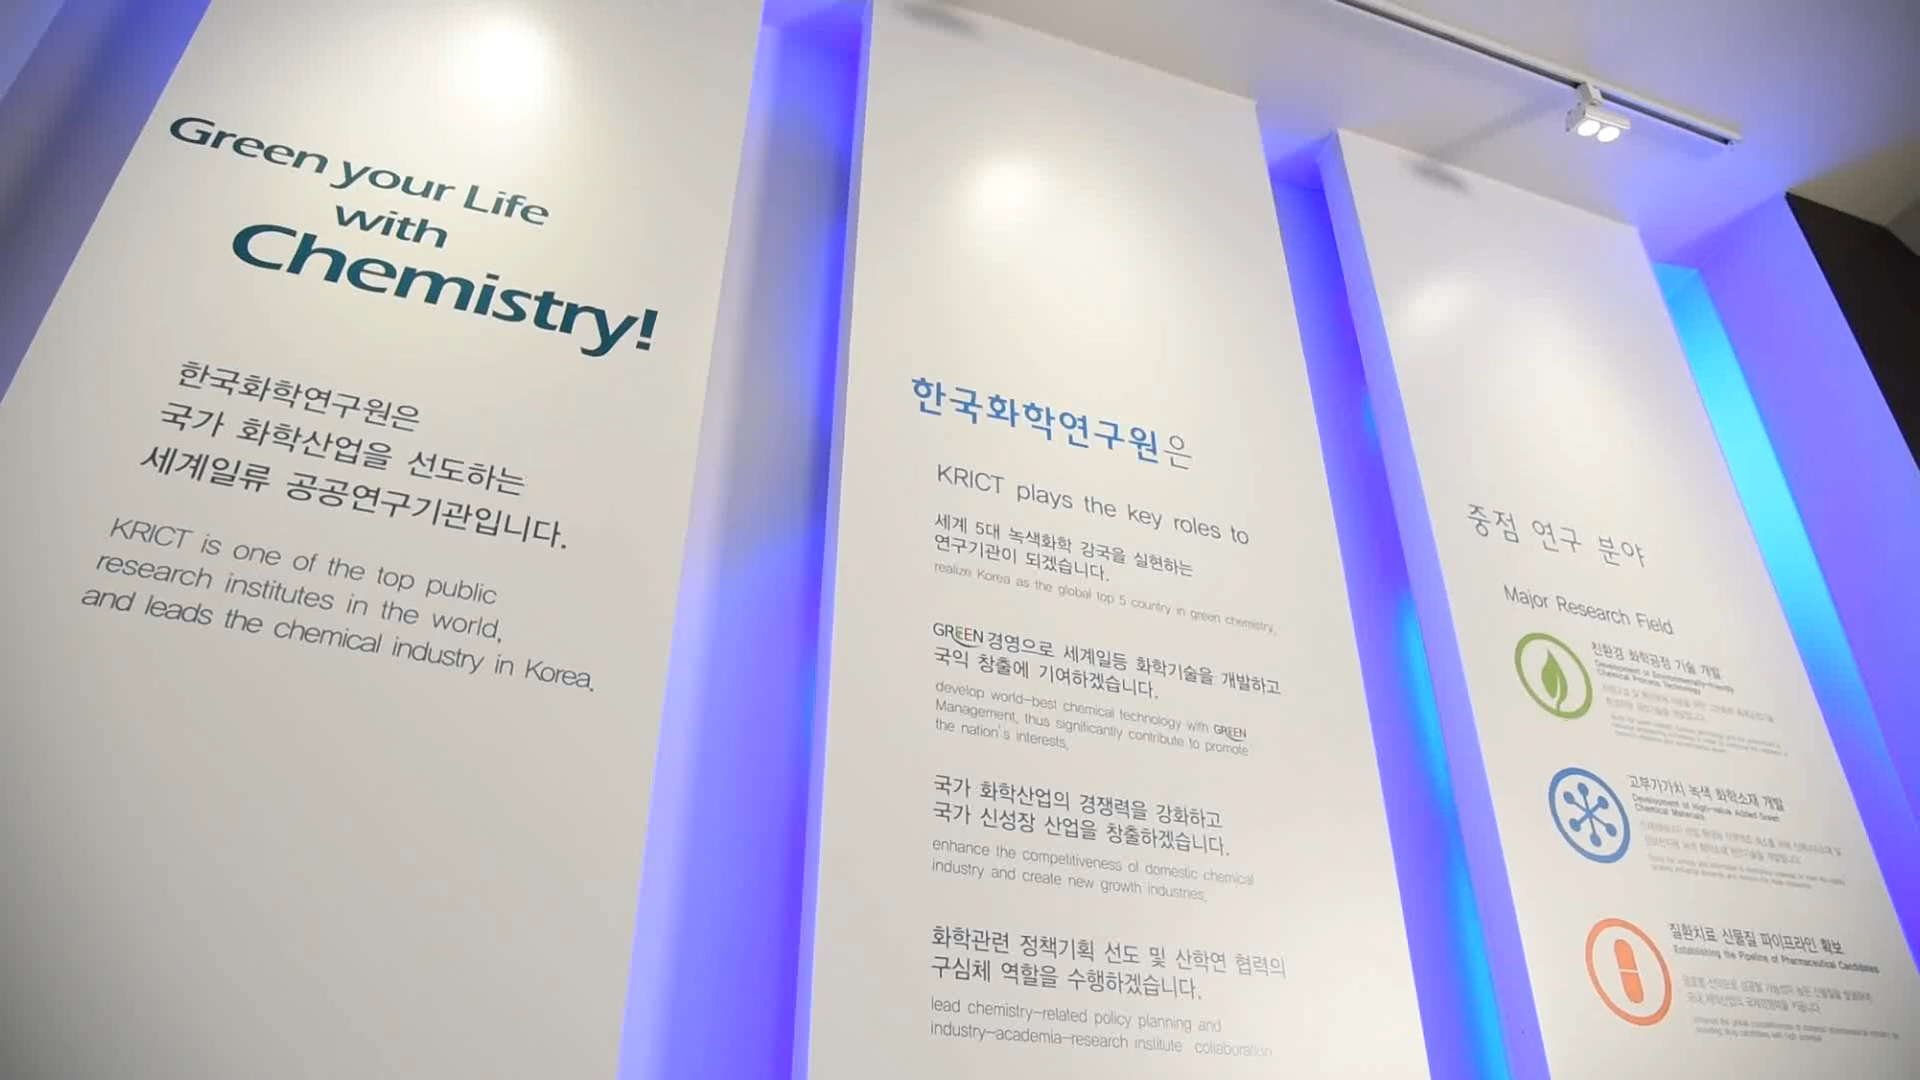 Green your Life
with
Chemistry!
한국화학연구원은
국가 화학산업을 선도하는
세계일류 공공연구기관입니다.
KRICT is one of the top public
research institutes in the world,
and leads the chemical industry in Korea.
한국화학연구원은
KRICT plays the key roles to
세계 5대 녹색화학 강국을 실현하는
연구기관이 되겠습니다.
realize Korea as the global top 5 country in green chemistry.
GREEN 경영으로 세계일등 화학기술을 개발하고
국익 창출에 기여하겠습니다.
develop world-best chemical technology with GREEN
Management, thus significantly contribute to promote
the nation's interests.
국가 화학산업의 경쟁력을 강화하고
국가 신성장 산업을 창출하겠습니다.
enhance the competitiveness of domestic chemical
industry and create new growth industries.
화학관련 정책기획 선도 및 산학연 협력의
구심체 역할을 수행하겠습니다.
lead chemistry-related policy planning and
industry-academia-research institute collaboration
중점 연구 분야
Major Research Field
친환경 화학공정 기술 개발
Development of Environmentally-friendly
Chemical Process Technology
고부가가치 녹색 화학소재 개발
Development of High-value Added Green
Chemical Materials
질환치료 신물질 파이프라인 확보
Establishing the Pipeline of Pharmaceutical Candidates